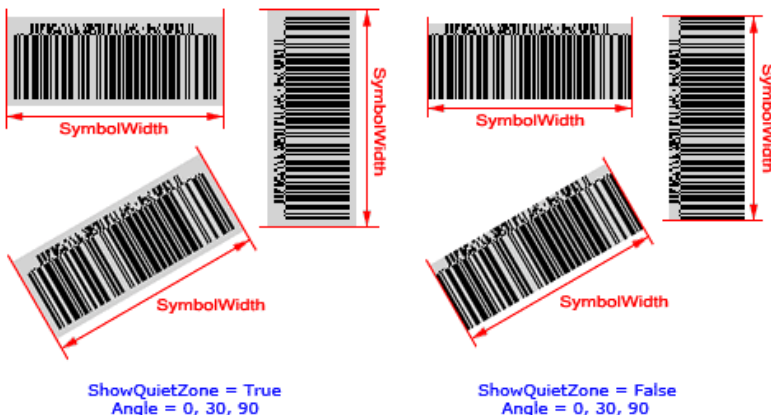 SymbolWidth
SymbolWidth
SymbolWidth
ShowQuietZone = True
Angle = 0, 30, 90
SymbolWidth
SymbolWidth
SymbolWidth
ShowQuietZone = False
Angle = 0, 30, 90